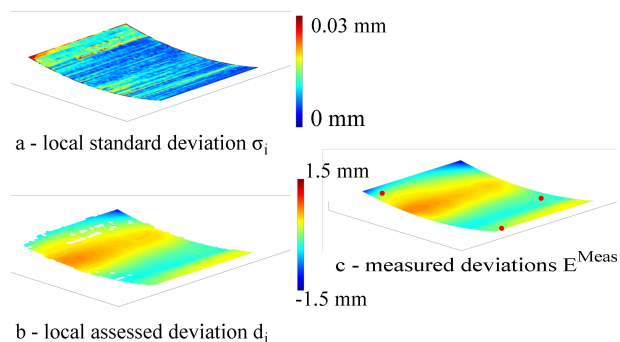 0.03 mm
0 mm
a - local standard deviation σi
1.5 mm
-1.5 mm
b - local assessed deviation di
c - measured deviations E^Meas